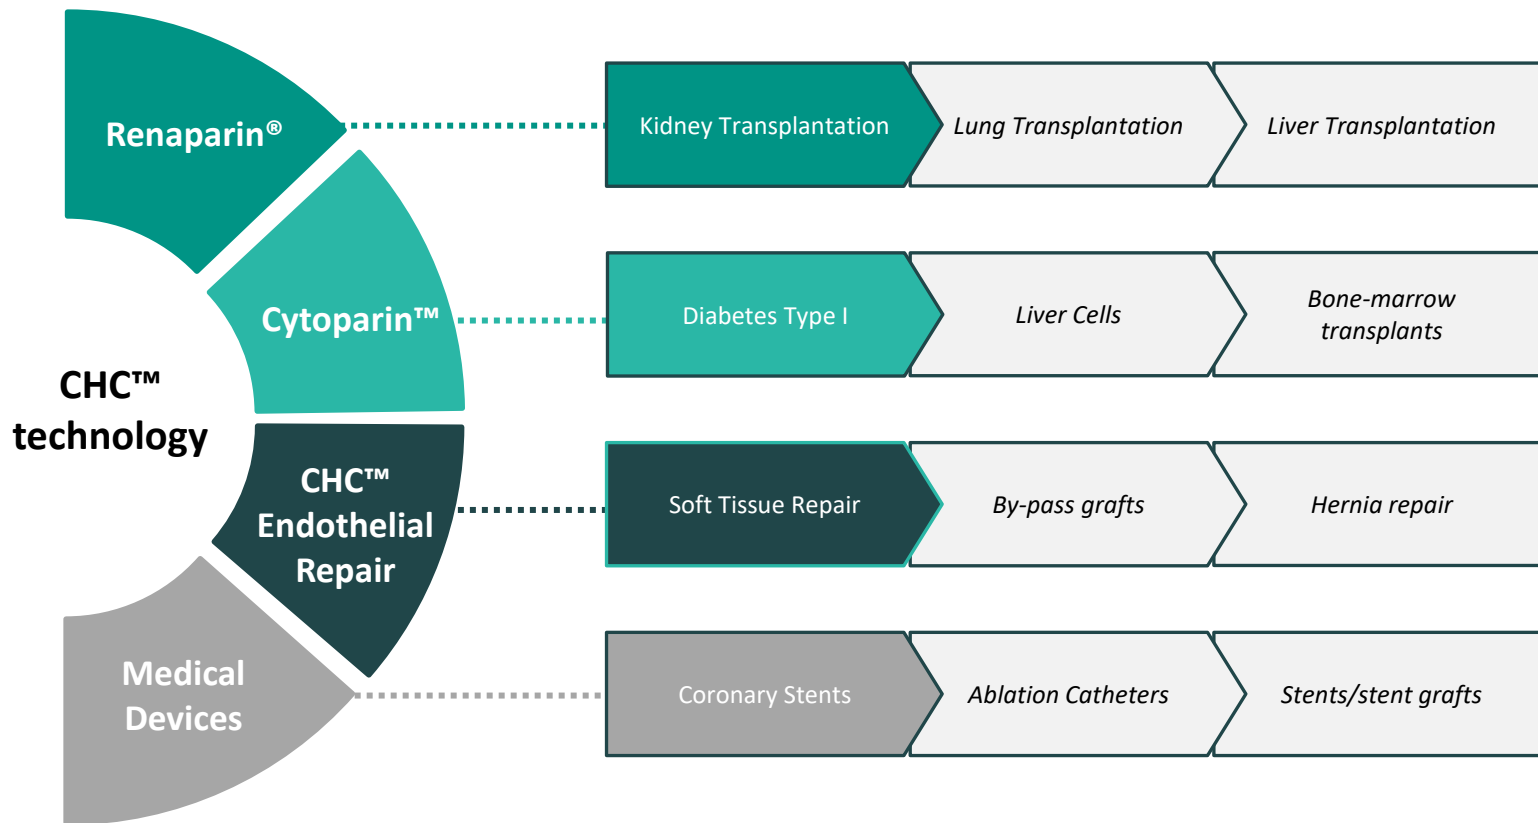 Renaparin®
Kidney Transplantation
Lung Transplantation
Liver Transplantation
Cytoparin™
Diabetes Type I
Liver Cells
Bone-marrow
transplants
CHC™
technology
CHC™
Endothelial
Repair
Soft Tissue Repair
By-pass grafts
Hernia repair
Medical
Devices
Coronary Stents
Ablation Catheters
Stents/stent grafts